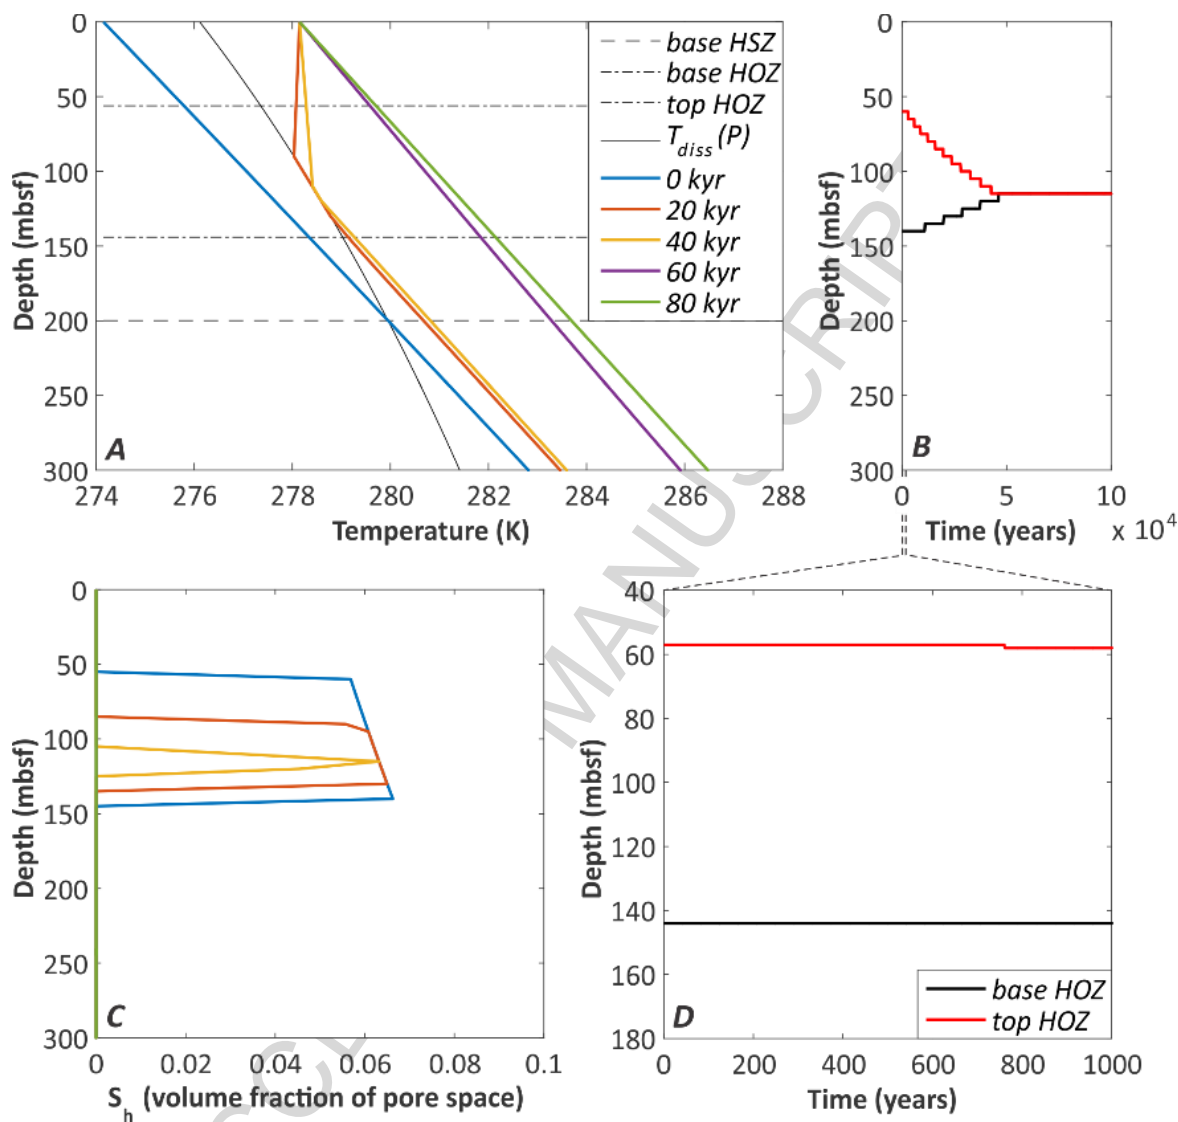 0
50
100
150
200
250
300
Depth (mbsf)
274
276
278
280
282
284
286
288
Temperature (K)
A
base HSZ
base HOZ
top HOZ
T_diss (P)
0 kyr
20 kyr
40 kyr
60 kyr
80 kyr
0
50
100
150
200
250
300
Depth (mbsf)
B
0
5
10
Time (years)
x 10^4
0
50
100
150
200
250
300
Depth (mbsf)
C
0
0.02
0.04
0.06
0.08
0.1
S_h (volume fraction of pore space)
40
60
80
100
120
140
160
180
Depth (mbsf)
D
base HOZ
top HOZ
0
200
400
600
800
1000
Time (years)
MANUSCRIPT